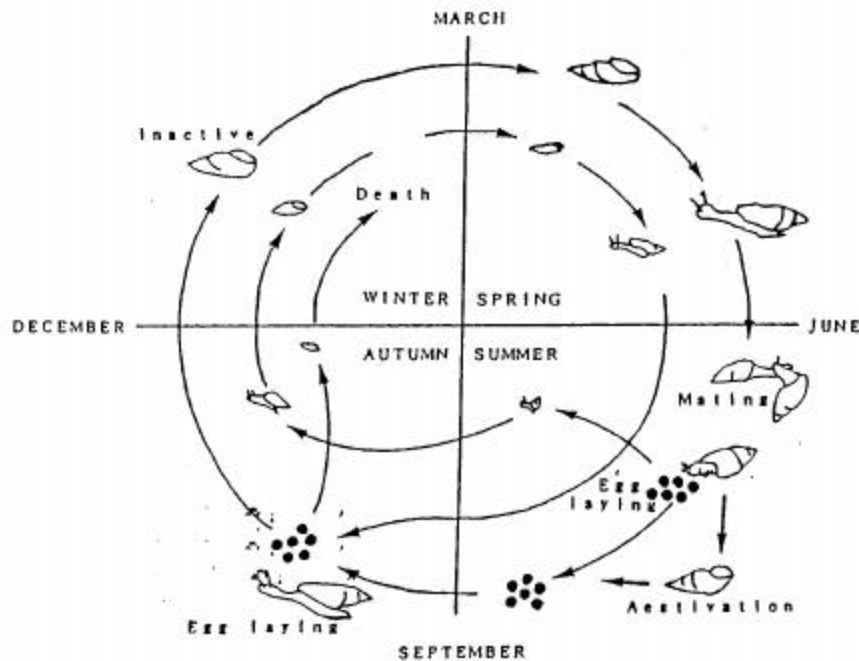 MARCH
Inactive
Death
WINTER SPRING
DECEMBER JUNE
AUTUMN SUMMER
Mating
Egg
laying
Aestivation
Egg laying
SEPTEMBER